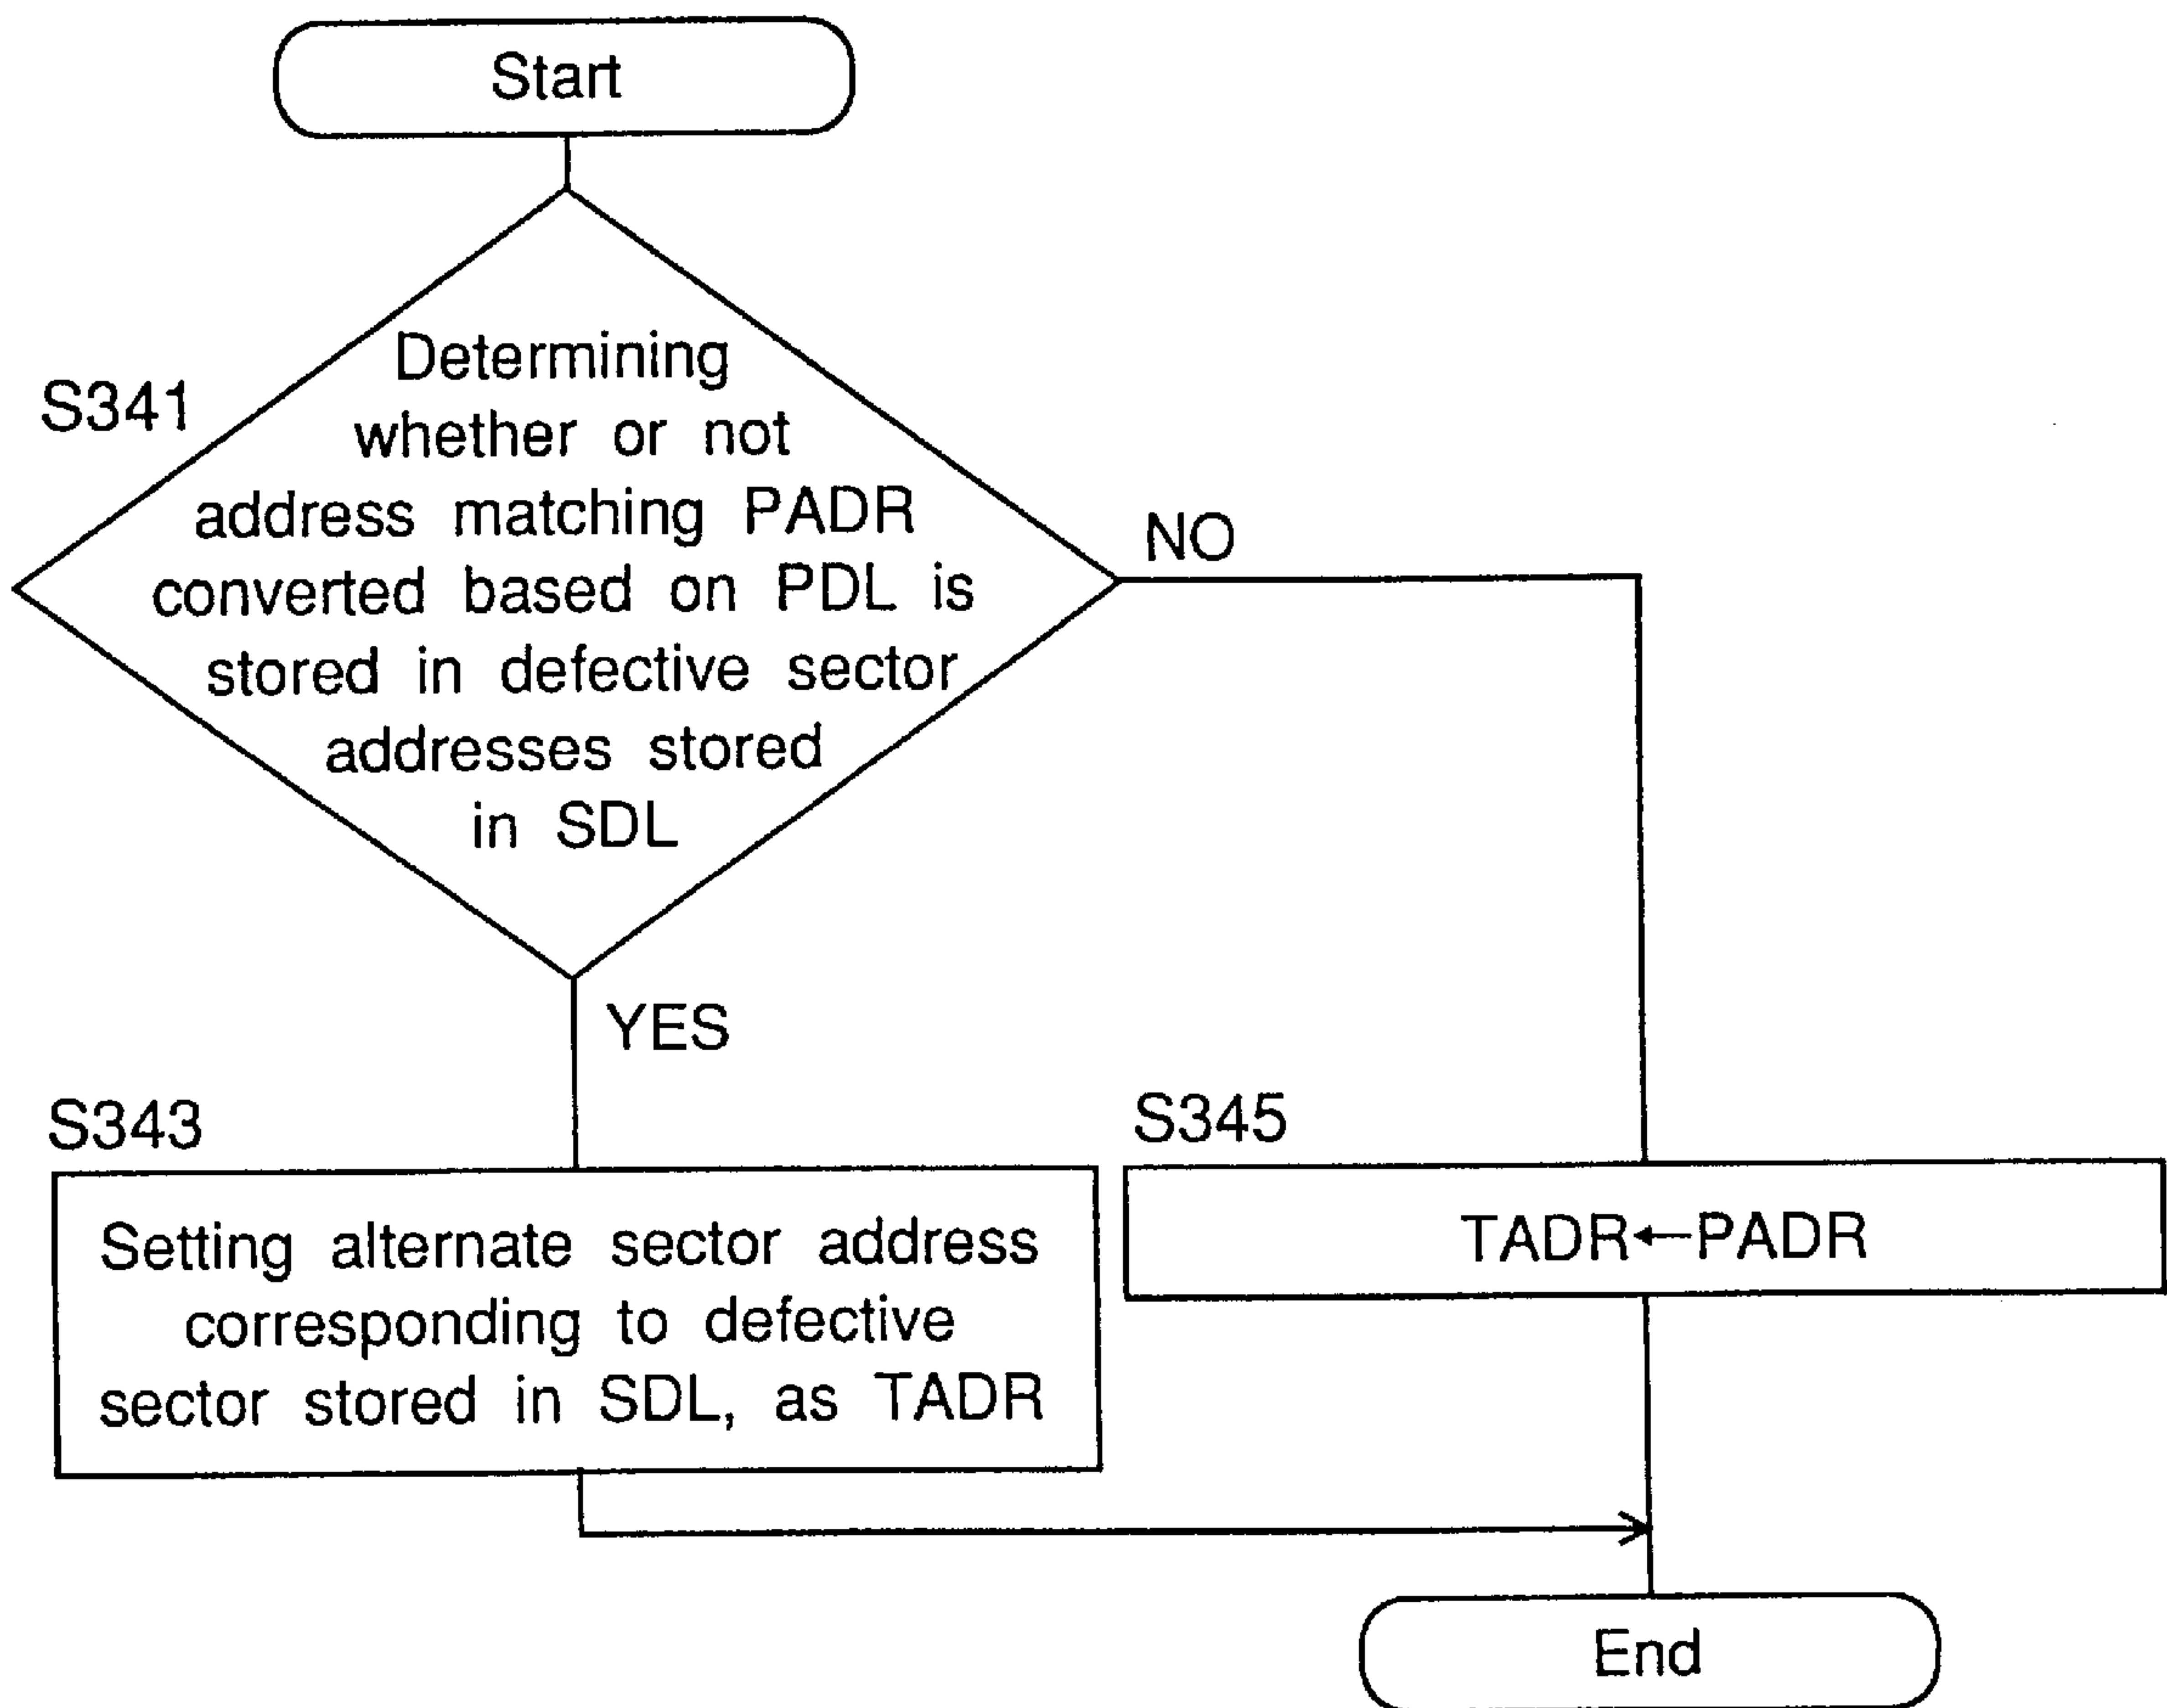 Start
S341
Determining
whether or not
address matching PADR
converted based on PDL is
stored in defective sector
addresses stored
in SDL
NO
YES
S343
Setting alternate sector address
corresponding to defective
sector stored in SDL, as TADR
S345
TADR←PADR
End